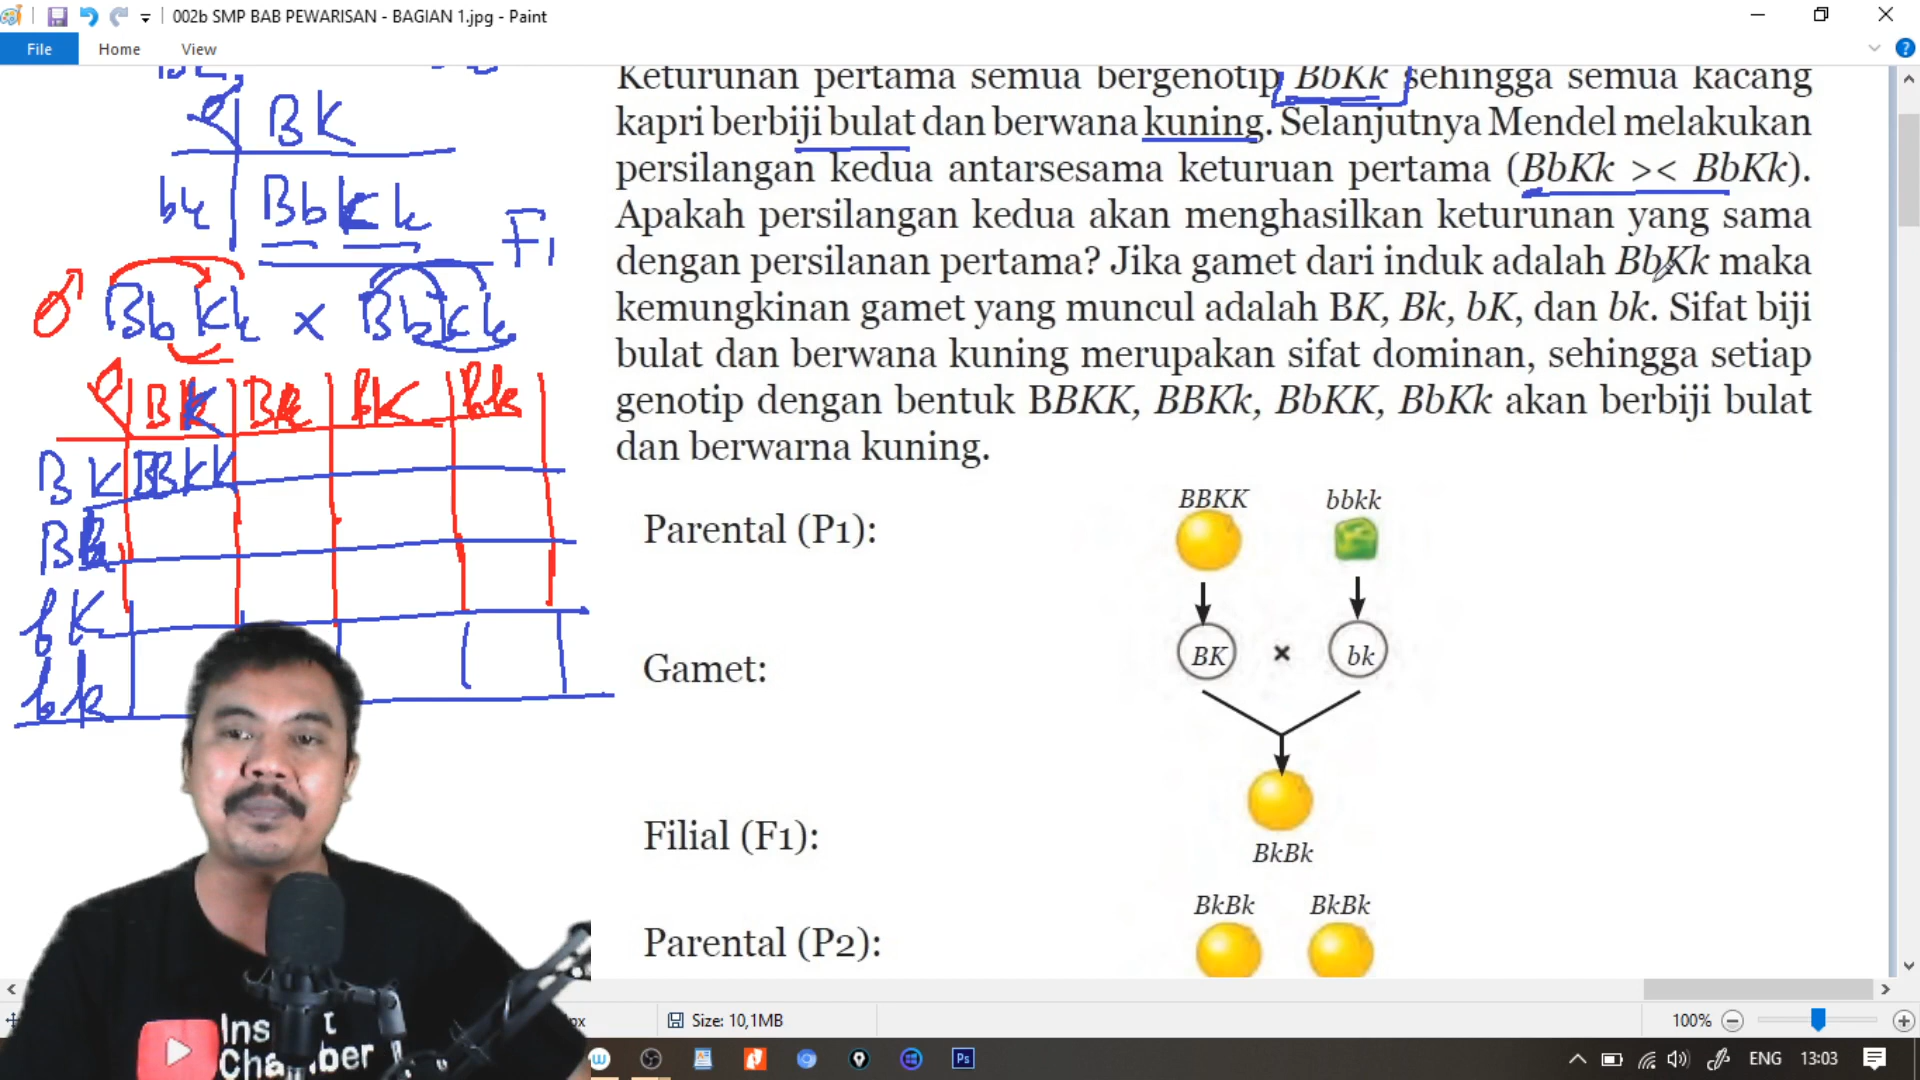 002b SMP BAB PEWARISAN - BAGIAN 1.jpg - Paint
File Home View
BK
bk BbKk F1
BbKk x BbKk
BK Bk bK bk
BK BBKK
Bk
bK
bk
Keturunan pertama semua bergenotip BbKk sehingga semua kacang
kapri berbiji bulat dan berwana kuning. Selanjutnya Mendel melakukan
persilangan kedua antarsesama keturuan pertama (BbKk >< BbKk).
Apakah persilangan kedua akan menghasilkan keturunan yang sama
dengan persilanan pertama? Jika gamet dari induk adalah BbKk maka
kemungkinan gamet yang muncul adalah BK, Bk, bK, dan bk. Sifat biji
bulat dan berwana kuning merupakan sifat dominan, sehingga setiap
genotip dengan bentuk BBKK, BBKk, BbKK, BbKk akan berbiji bulat
dan berwarna kuning.
BBKK bbkk
Parental (P1):
Gamet: BK × bk
Filial (F1):
BkBk
BkBk BkBk
Parental (P2):
px Size: 10,1MB 100%
Ins t
Cha ber
Ps ENG 13:03